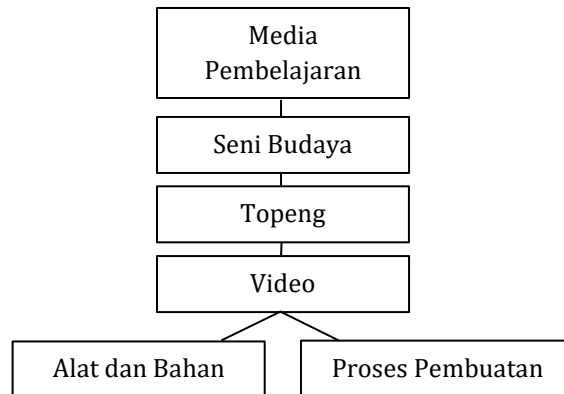 Media
Pembelajaran
Seni Budaya
Topeng
Video
Alat dan Bahan
Proses Pembuatan